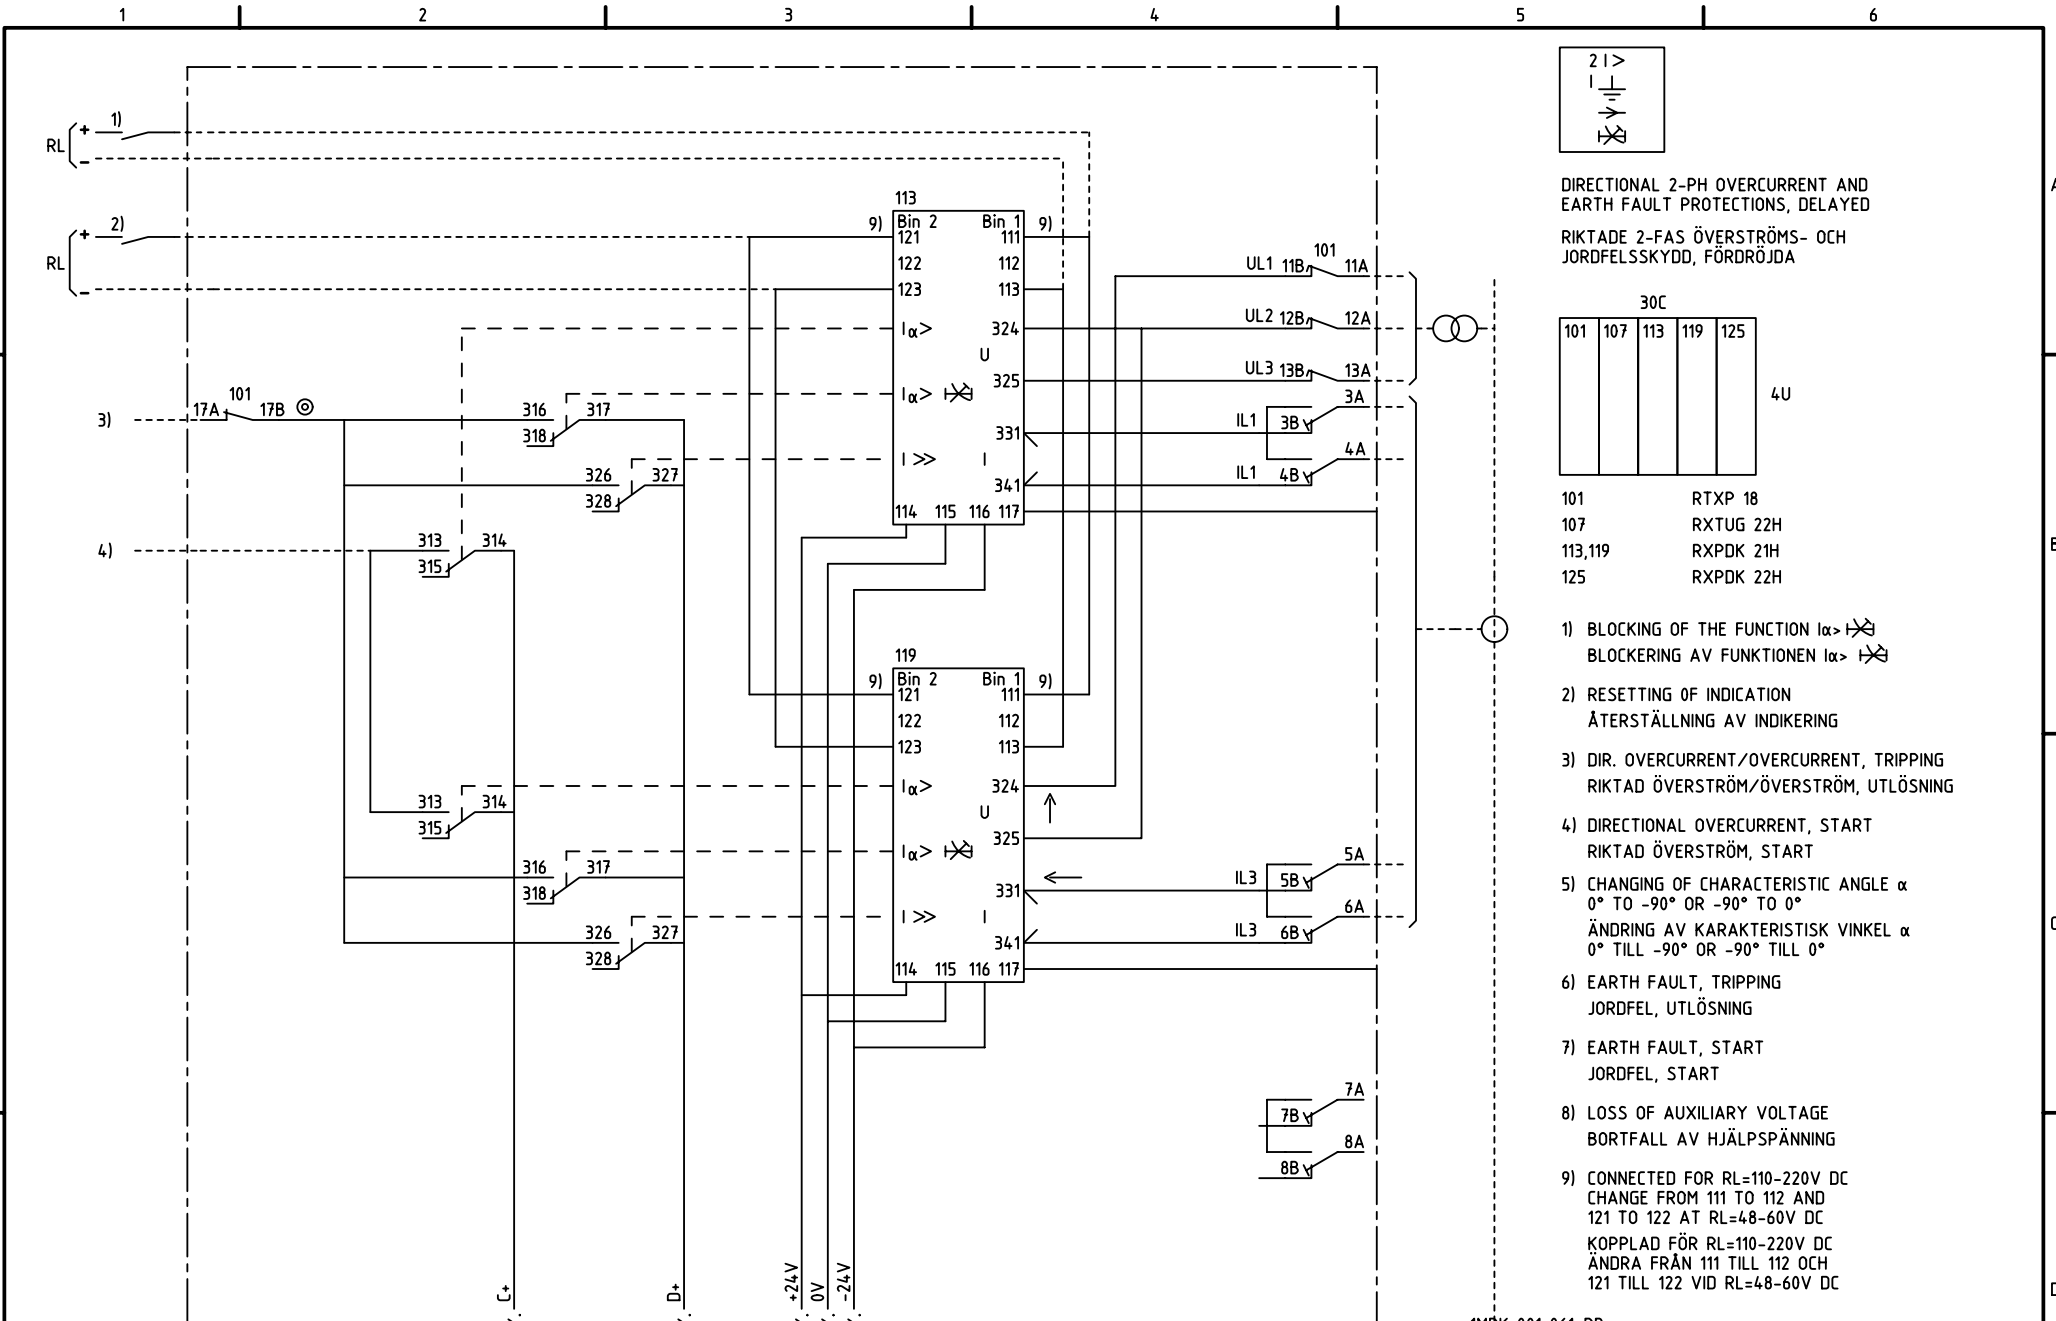 1 2 3 4 5 6
2 I>
DIRECTIONAL 2-PH OVERCURRENT AND
EARTH FAULT PROTECTIONS, DELAYED
RIKTADE 2-FAS ÖVERSTRÖMS- OCH
JORDFELSSKYDD, FÖRDRÖJDA
30C
101 107 113 119 125
4U
101 RTXP 18
107 RXTUG 22H
113,119 RXPDK 21H
125 RXPDK 22H
1) BLOCKING OF THE FUNCTION Iα>
BLOCKERING AV FUNKTIONEN Iα>
2) RESETTING OF INDICATION
ÅTERSTÄLLNING AV INDIKERING
3) DIR. OVERCURRENT/OVERCURRENT, TRIPPING
RIKTAD ÖVERSTRÖM/ÖVERSTRÖM, UTLÖSNING
4) DIRECTIONAL OVERCURRENT, START
RIKTAD ÖVERSTRÖM, START
5) CHANGING OF CHARACTERISTIC ANGLE α
0° TO -90° OR -90° TO 0°
ÄNDRING AV KARAKTERISTISK VINKEL α
0° TILL -90° OR -90° TILL 0°
6) EARTH FAULT, TRIPPING
JORDFEL, UTLÖSNING
7) EARTH FAULT, START
JORDFEL, START
8) LOSS OF AUXILIARY VOLTAGE
BORTFALL AV HJÄLPSPÄNNING
9) CONNECTED FOR RL=110-220V DC
CHANGE FROM 111 TO 112 AND
121 TO 122 AT RL=48-60V DC
KOPPLAD FÖR RL=110-220V DC
ÄNDRA FRÅN 111 TILL 112 OCH
121 TILL 122 VID RL=48-60V DC
RL + 1)
-
RL + 2)
-
113
9) Bin 2 Bin 1 9)
121 111
122 112
123 113
Iα> 324
U
Iα> 325
331
I>> I
341
114 115 116 117
UL1 11B 101 11A
UL2 12B 12A
UL3 13B 13A
3A
IL1 3B
4A
IL1 4B
3) 17A 101 17B
316 317
318
326 327
328
4) 313 314
315
119
9) Bin 2 Bin 1 9)
121 111
122 112
123 113
Iα> 324
U
Iα> 325
331
I>> I
341
114 115 116 117
313 314
315
316 317
318
326 327
328
5A
IL3 5B
6A
IL3 6B
7A
7B
8A
8B
C+
D+
+24V
0V
-24V